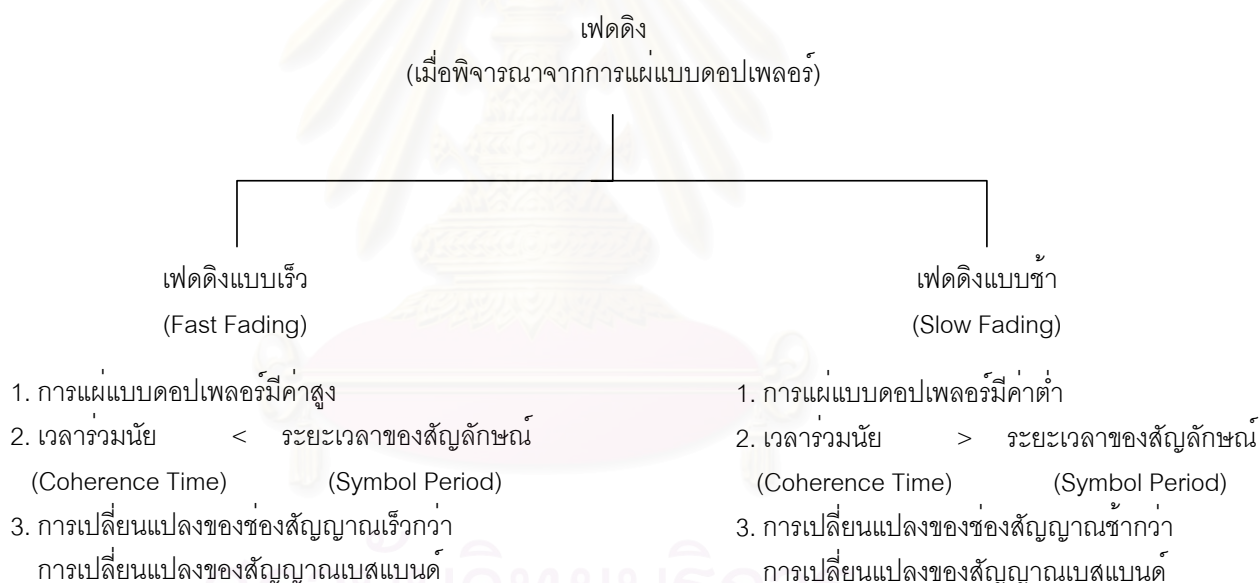 เฟดดิง
(เมื่อพิจารณาจากการแผ่แบบดอปเพลอร์)
เฟดดิงแบบเร็ว
(Fast Fading)
1. การแผ่แบบดอปเพลอร์มีค่าสูง
2. เวลาร่วมนัย < ระยะเวลาของสัญลักษณ์
(Coherence Time) (Symbol Period)
3. การเปลี่ยนแปลงของช่องสัญญาณเร็วกว่า
การเปลี่ยนแปลงของสัญญาณเบสแบนด์
เฟดดิงแบบช้า
(Slow Fading)
1. การแผ่แบบดอปเพลอร์มีค่าต่ำ
2. เวลาร่วมนัย > ระยะเวลาของสัญลักษณ์
(Coherence Time) (Symbol Period)
3. การเปลี่ยนแปลงของช่องสัญญาณช้ากว่า
การเปลี่ยนแปลงของสัญญาณเบสแบนด์